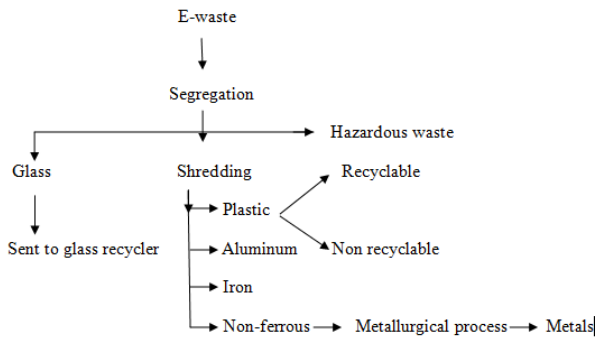 E-waste
Segregation
Hazardous waste
Glass
Shredding
Recyclable
Plastic
Sent to glass recycler
Aluminum
Non recyclable
Iron
Non-ferrous
Metallurgical process
Metals